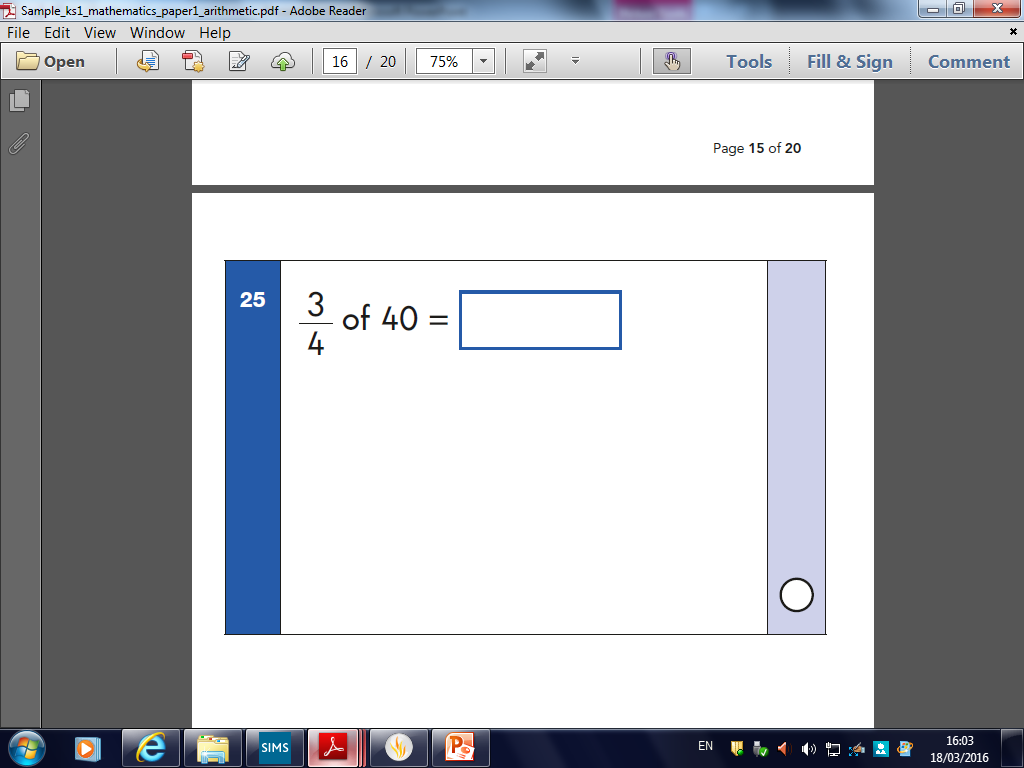 Sample_ks1_mathematics_paper1_arithmetic.pdf - Adobe Reader
File Edit View Window Help
Open 16 / 20 75% Tools Fill & Sign Comment
Page 15 of 20
25
3/4 of 40 =
SIMS
EN
16:03
18/03/2016